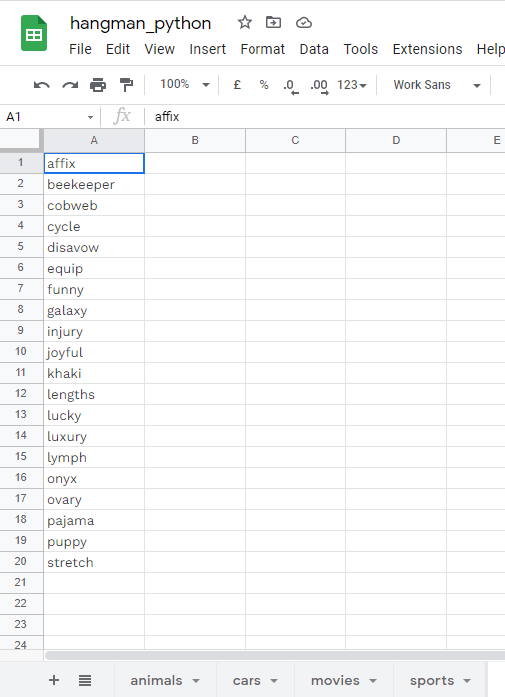 hangman_python
File Edit View Insert Format Data Tools Extensions Help
100% £ % .0 .00 123 Work Sans
A1 fx affix
A B C D E
1 affix
2 beekeeper
3 cobweb
4 cycle
5 disavow
6 equip
7 funny
8 galaxy
9 injury
10 joyful
11 khaki
12 lengths
13 lucky
14 luxury
15 lymph
16 onyx
17 ovary
18 pajama
19 puppy
20 stretch
21
22
23
24
+ animals cars movies sports